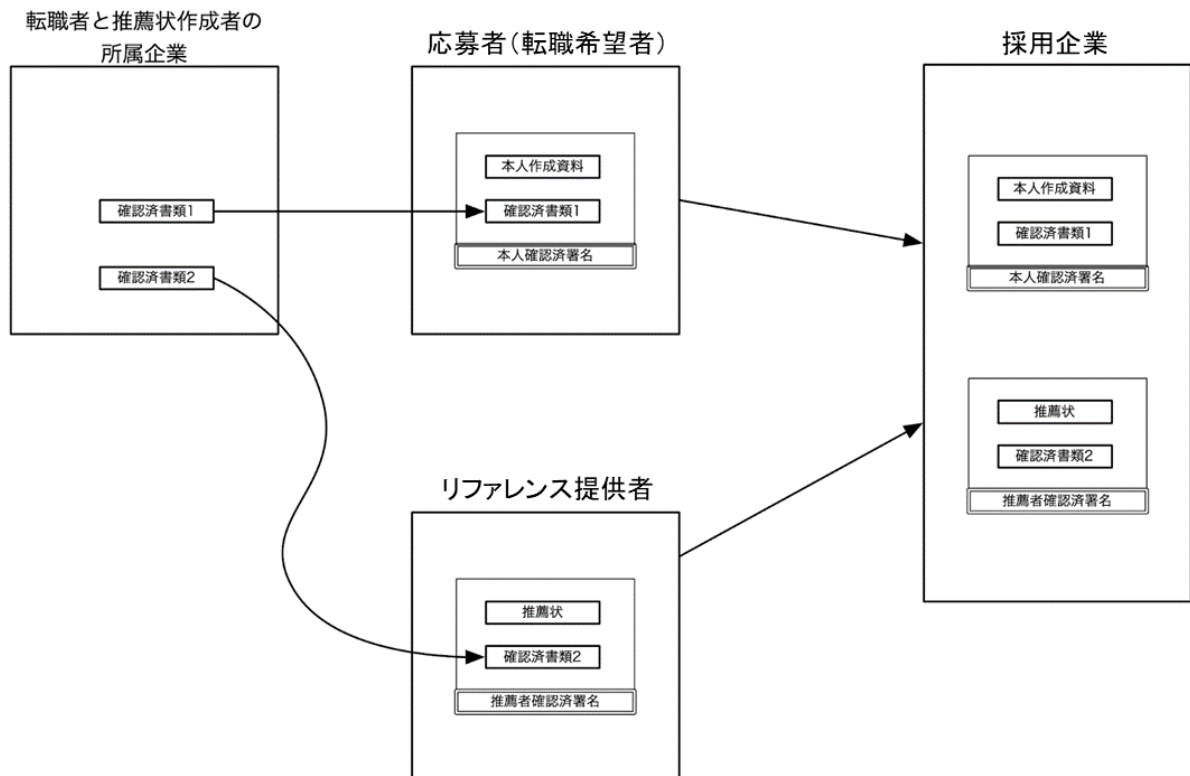 転職者と推薦状作成者の
所属企業
確認済書類1
確認済書類2
応募者（転職希望者）
本人作成資料
確認済書類1
本人確認済署名
リファレンス提供者
推薦状
確認済書類2
推薦者確認済署名
採用企業
本人作成資料
確認済書類1
本人確認済署名
推薦状
確認済書類2
推薦者確認済署名